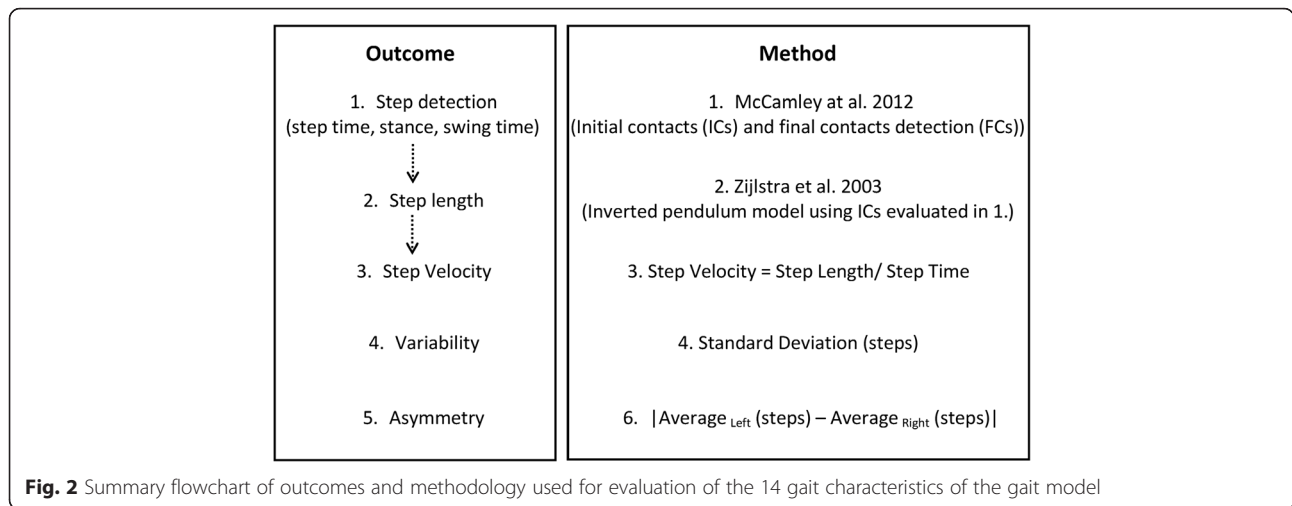 Outcome
1. Step detection
(step time, stance, swing time)
2. Step length
3. Step Velocity
4. Variability
5. Asymmetry
Method
1. McCamley at al. 2012
(Initial contacts (ICs) and final contacts detection (FCs))
2. Zijlstra et al. 2003
(Inverted pendulum model using ICs evaluated in 1.)
3. Step Velocity = Step Length/ Step Time
4. Standard Deviation (steps)
6. |Average Left (steps) – Average Right (steps)|
Fig. 2 Summary flowchart of outcomes and methodology used for evaluation of the 14 gait characteristics of the gait model